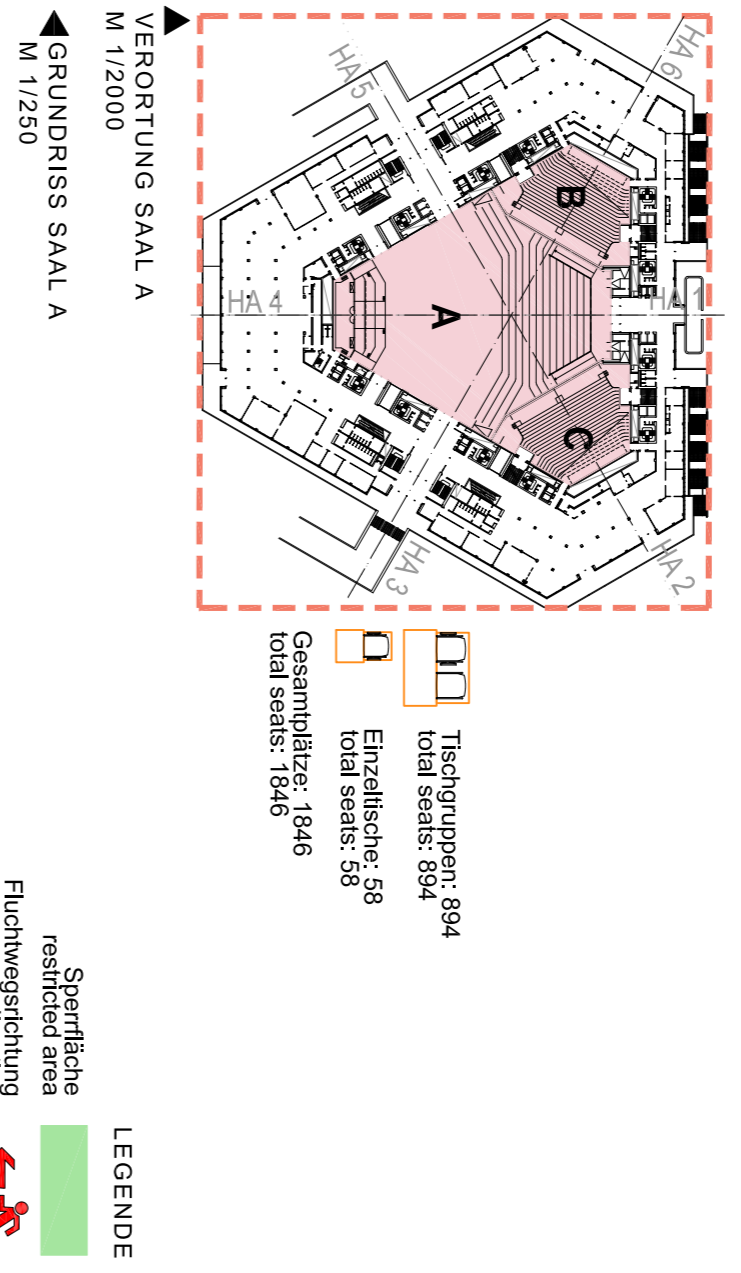 VERORTUNG SAAL A
M 1/2000
GRUNDRISS SAAL A
M 1/250
HA 5
HA 6
HA 4
HA 1
HA 3
HA 2
B
A
C
Tischgruppen: 894
total seats: 894
Einzeltische: 58
total seats: 58
Gesamtplätze: 1846
total seats: 1846
LEGENDE
Sperrfläche
restricted area
Fluchtwegsrichtung